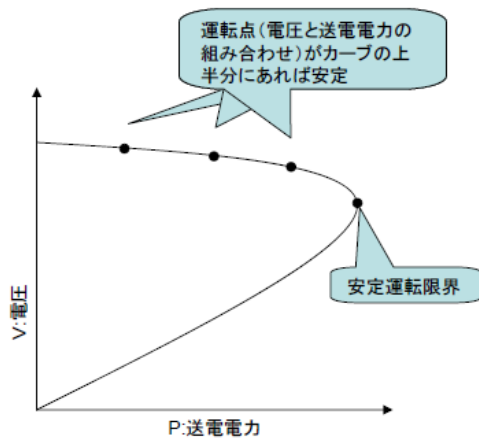 運転点(電圧と送電電力の
組み合わせ)がカーブの上
半分にあれば安定
安定運転限界
V:電圧
P:送電電力